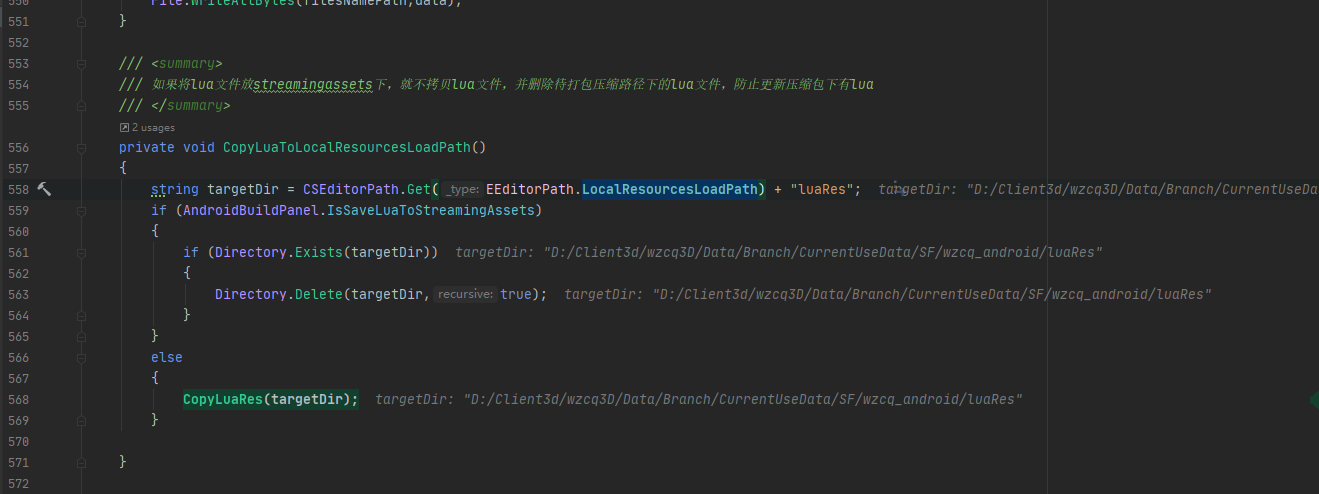 550 File.WriteAllBytes(filesNamePath,data);
551 }
552
553 /// <summary>
554 /// 如果将lua文件放streamingassets下，就不拷贝lua文件，并删除待打包压缩路径下的lua文件，防止更新压缩包下有lua
555 /// </summary>
2 usages
556 private void CopyLuaToLocalResourcesLoadPath()
557 {
558 string targetDir = CSEditorPath.Get( _type: EEditorPath.LocalResourcesLoadPath) + "luaRes"; targetDir: "D:/Client3d/wzcq3D/Data/Branch/CurrentUseDa
559 if (AndroidBuildPanel.IsSaveLuaToStreamingAssets)
560 {
561 if (Directory.Exists(targetDir)) targetDir: "D:/Client3d/wzcq3D/Data/Branch/CurrentUseData/SF/wzcq_android/luaRes"
562 {
563 Directory.Delete(targetDir, recursive: true); targetDir: "D:/Client3d/wzcq3D/Data/Branch/CurrentUseData/SF/wzcq_android/luaRes"
564 }
565 }
566 else
567 {
568 CopyLuaRes(targetDir); targetDir: "D:/Client3d/wzcq3D/Data/Branch/CurrentUseData/SF/wzcq_android/luaRes"
569 }
570
571 }
572